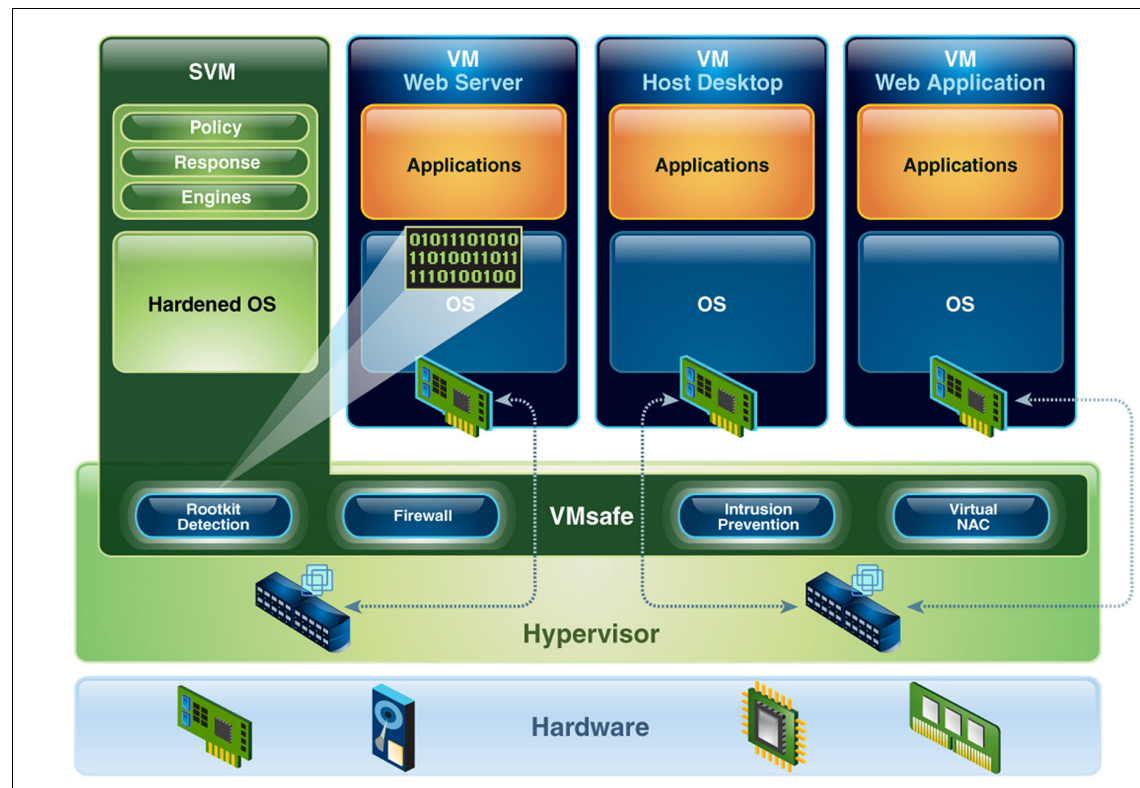 SVM
Policy
Response
Engines
Hardened OS
VM
Web Server
Applications
01011101010
11010011011
1110100100
OS
VM
Host Desktop
Applications
OS
VM
Web Application
Applications
OS
Rootkit
Detection
Firewall
VMsafe
Intrusion
Prevention
Virtual
NAC
Hypervisor
Hardware